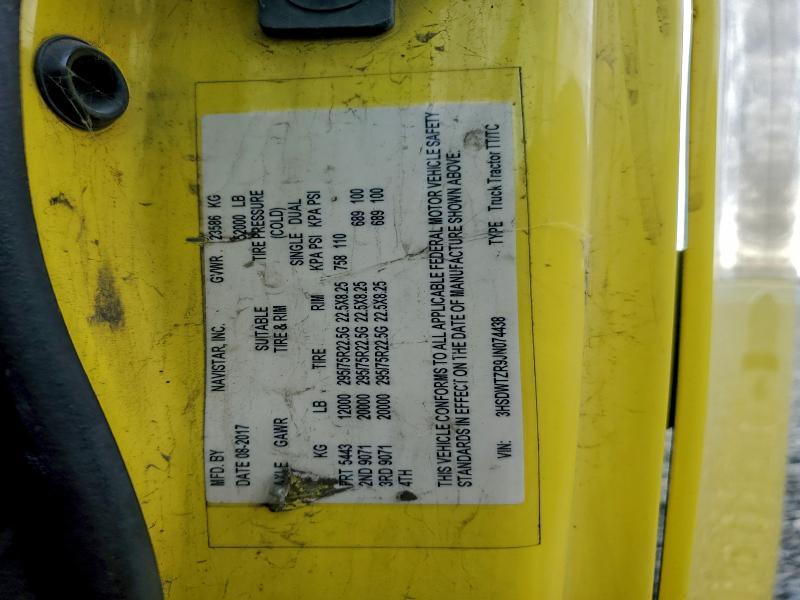 MFD.BY NAVISTAR, INC. GVWR. 23586 KG
DATE 08-2017 52000 LB
SUITABLE TIRE PRESSURE
GAWR TIRE & RIM (COLD)
SINGLE DUAL
KG LB TIRE RIM KPA PSI KPA PSI
FRT 5443 12000 295/75R22.5G 22.5X8.25 758 110
2ND 9071 20000 295/75R22.5G 22.5X8.25 689 100
3RD 9071 20000 295/75R22.5G 22.5X8.25 689 100
4TH
THIS VEHICLE CONFORMS TO ALL APPLICABLE FEDERAL MOTOR VEHICLE SAFETY
STANDARDS IN EFFECT ON THE DATE OF MANUFACTURE SHOWN ABOVE.
VIN: 3HSDWTZR9JN074438 TYPE Truck Tractor TT/TC